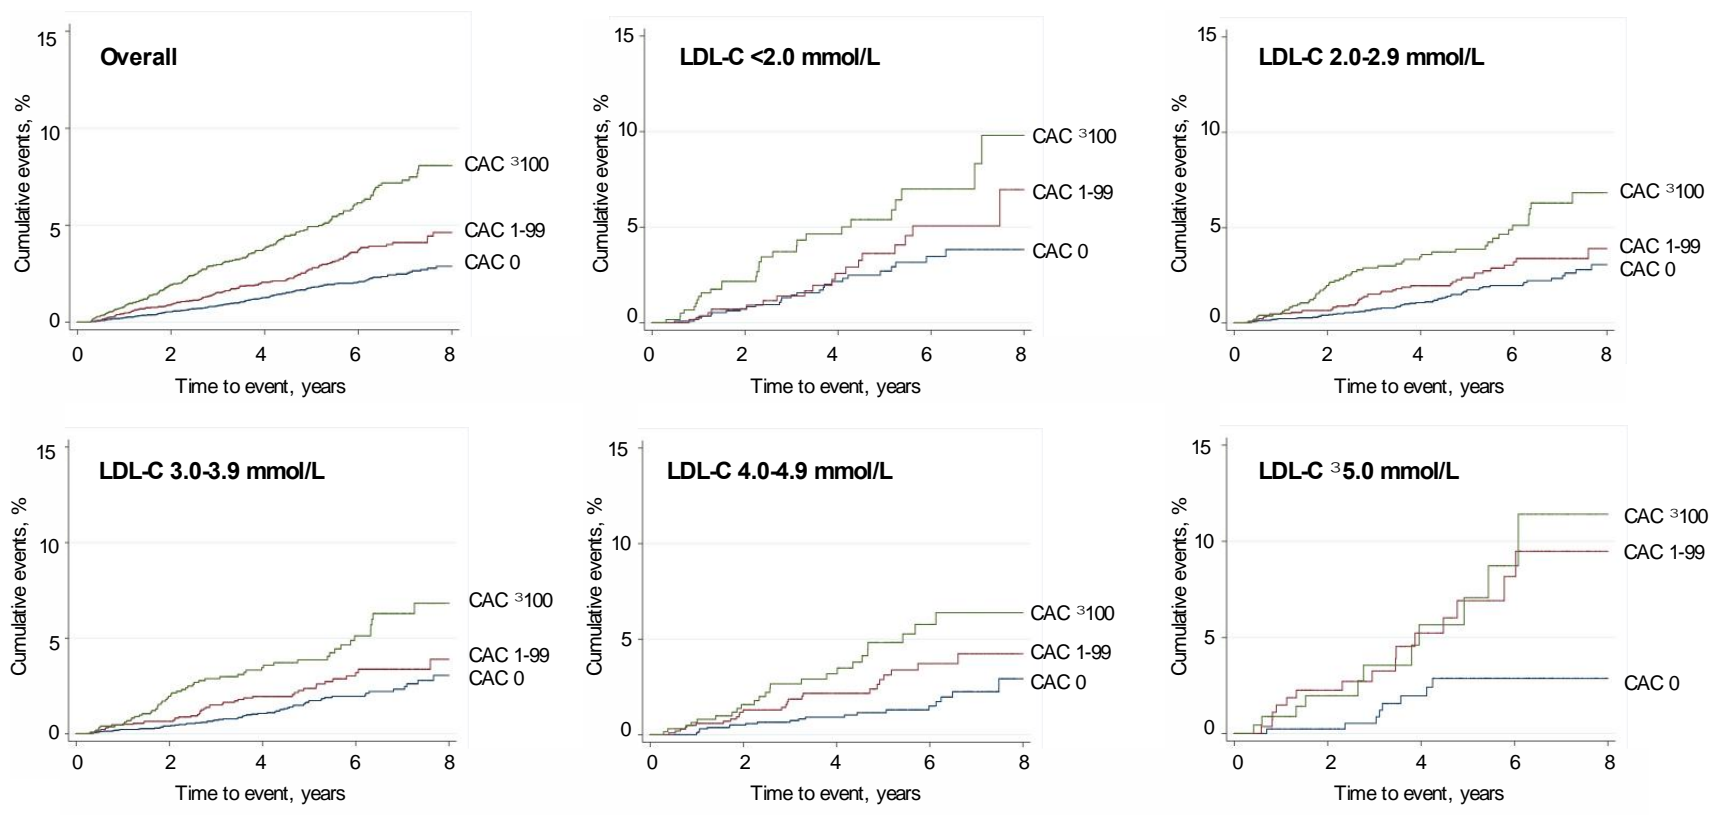 Overall
Cumulative events, %
15
10
5
0
CAC ³100
CAC 1-99
CAC 0
0 2 4 6 8
Time to event, years
LDL-C <2.0 mmol/L
Cumulative events, %
15
10
5
0
CAC ³100
CAC 1-99
CAC 0
0 2 4 6 8
Time to event, years
LDL-C 2.0-2.9 mmol/L
Cumulative events, %
15
10
5
0
CAC ³100
CAC 1-99
CAC 0
0 2 4 6 8
Time to event, years
LDL-C 3.0-3.9 mmol/L
Cumulative events, %
15
10
5
0
CAC ³100
CAC 1-99
CAC 0
0 2 4 6 8
Time to event, years
LDL-C 4.0-4.9 mmol/L
Cumulative events, %
15
10
5
0
CAC ³100
CAC 1-99
CAC 0
0 2 4 6 8
Time to event, years
LDL-C ³5.0 mmol/L
Cumulative events, %
15
10
5
0
CAC ³100
CAC 1-99
CAC 0
0 2 4 6 8
Time to event, years